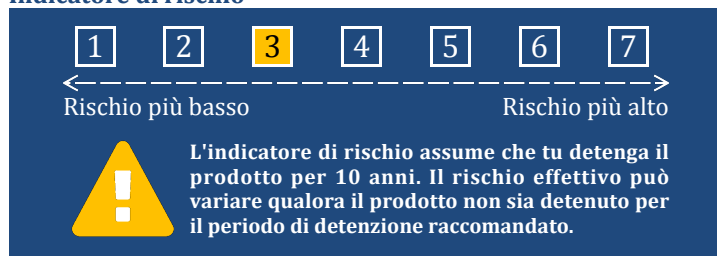 Indicatore di rischio
1 2 3 4 5 6 7
Rischio più basso Rischio più alto
L'indicatore di rischio assume che tu detenga il
prodotto per 10 anni. Il rischio effettivo può
variare qualora il prodotto non sia detenuto per
il periodo di detenzione raccomandato.